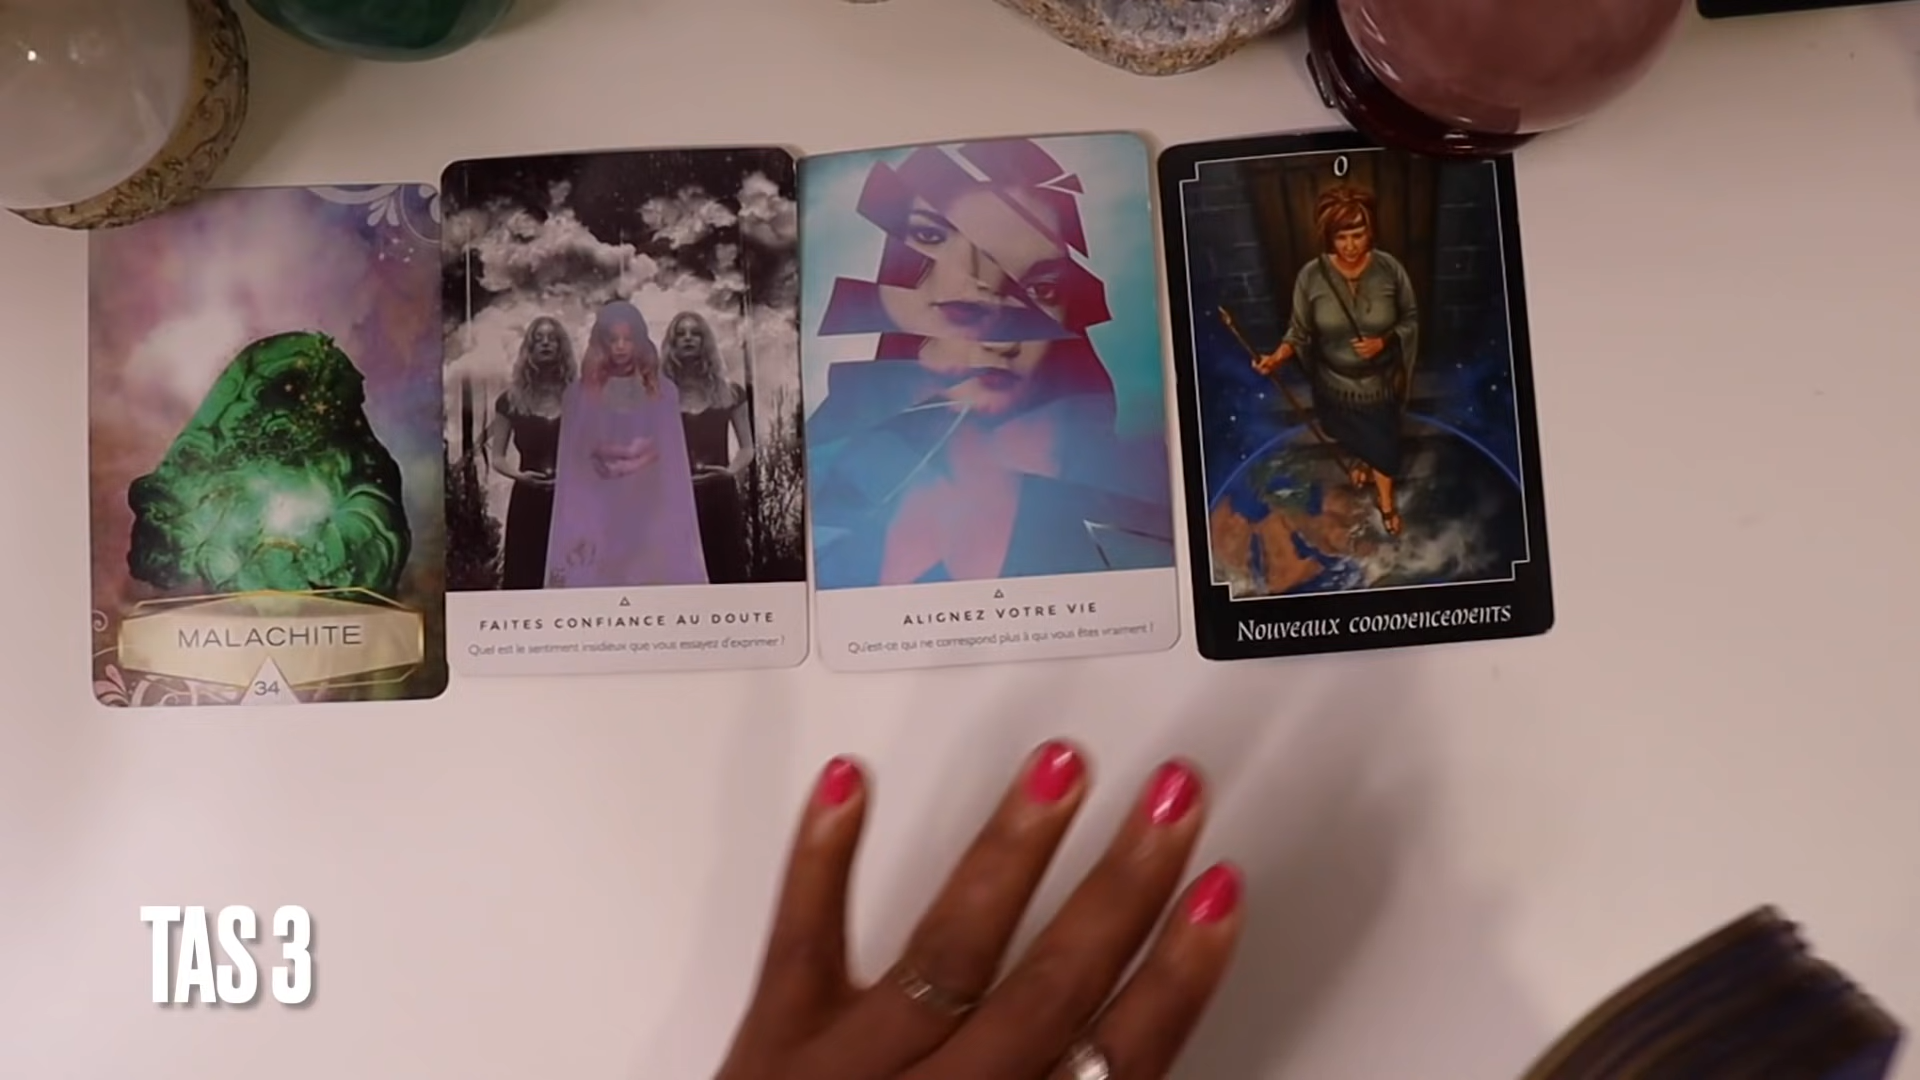 0
MALACHITE
34
FAITES CONFIANCE AU DOUTE
Quel est le sentiment insidieux que vous essayez d'exprimer ?
ALIGNEZ VOTRE VIE
Qu'est-ce qui ne correspond plus à qui vous êtes vraiment ?
Nouveaux commencements
TAS 3